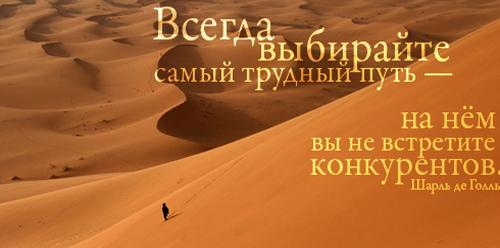 Всегда
выбирайте
самый трудный путь —
на нём
вы не встретите
конкурентов.
Шарль де Голль